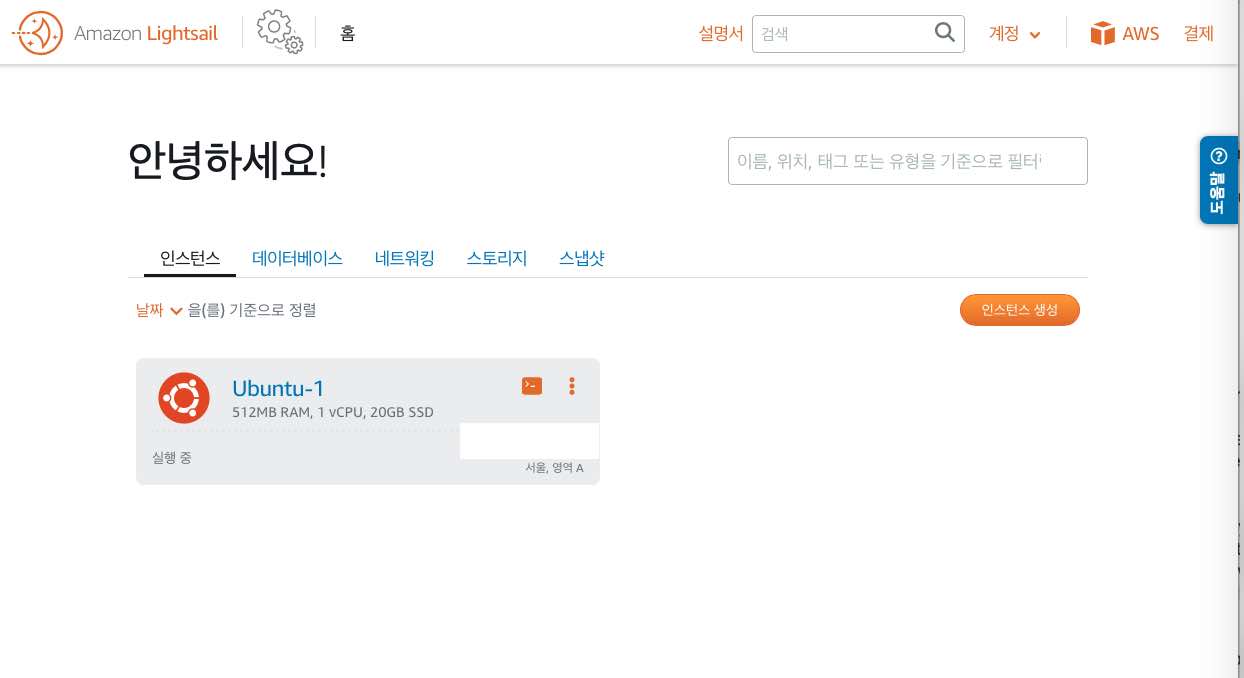 Amazon Lightsail 홈 설명서 검색 계정 AWS 결제
안녕하세요!
이름, 위치, 태그 또는 유형을 기준으로 필터
도움말
인스턴스 데이터베이스 네트워킹 스토리지 스냅샷
날짜 을(를) 기준으로 정렬 인스턴스 생성
Ubuntu-1
512MB RAM, 1 vCPU, 20GB SSD
실행 중
서울, 영역 A